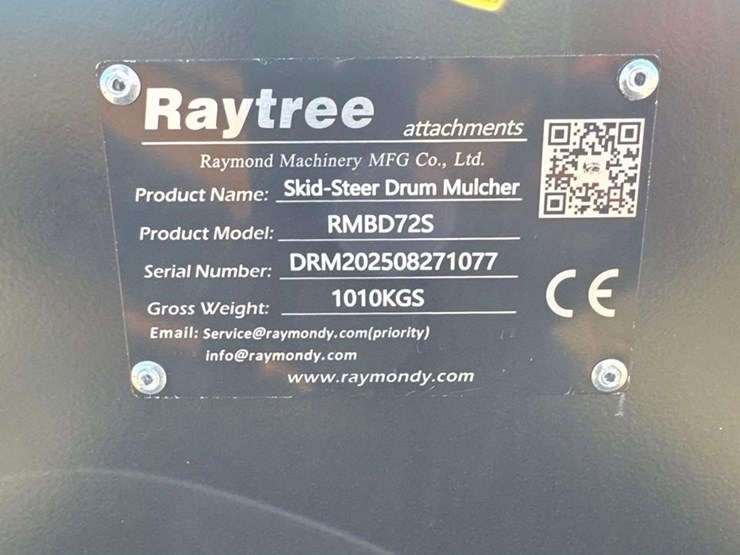 Raytree attachments
Raymond Machinery MFG Co., Ltd.
Product Name: Skid-Steer Drum Mulcher
Product Model: RMBD72S
Serial Number: DRM202508271077
Gross Weight: 1010KGS
CE
Email: Service@raymondy.com(priority)
info@raymondy.com
www.raymondy.com